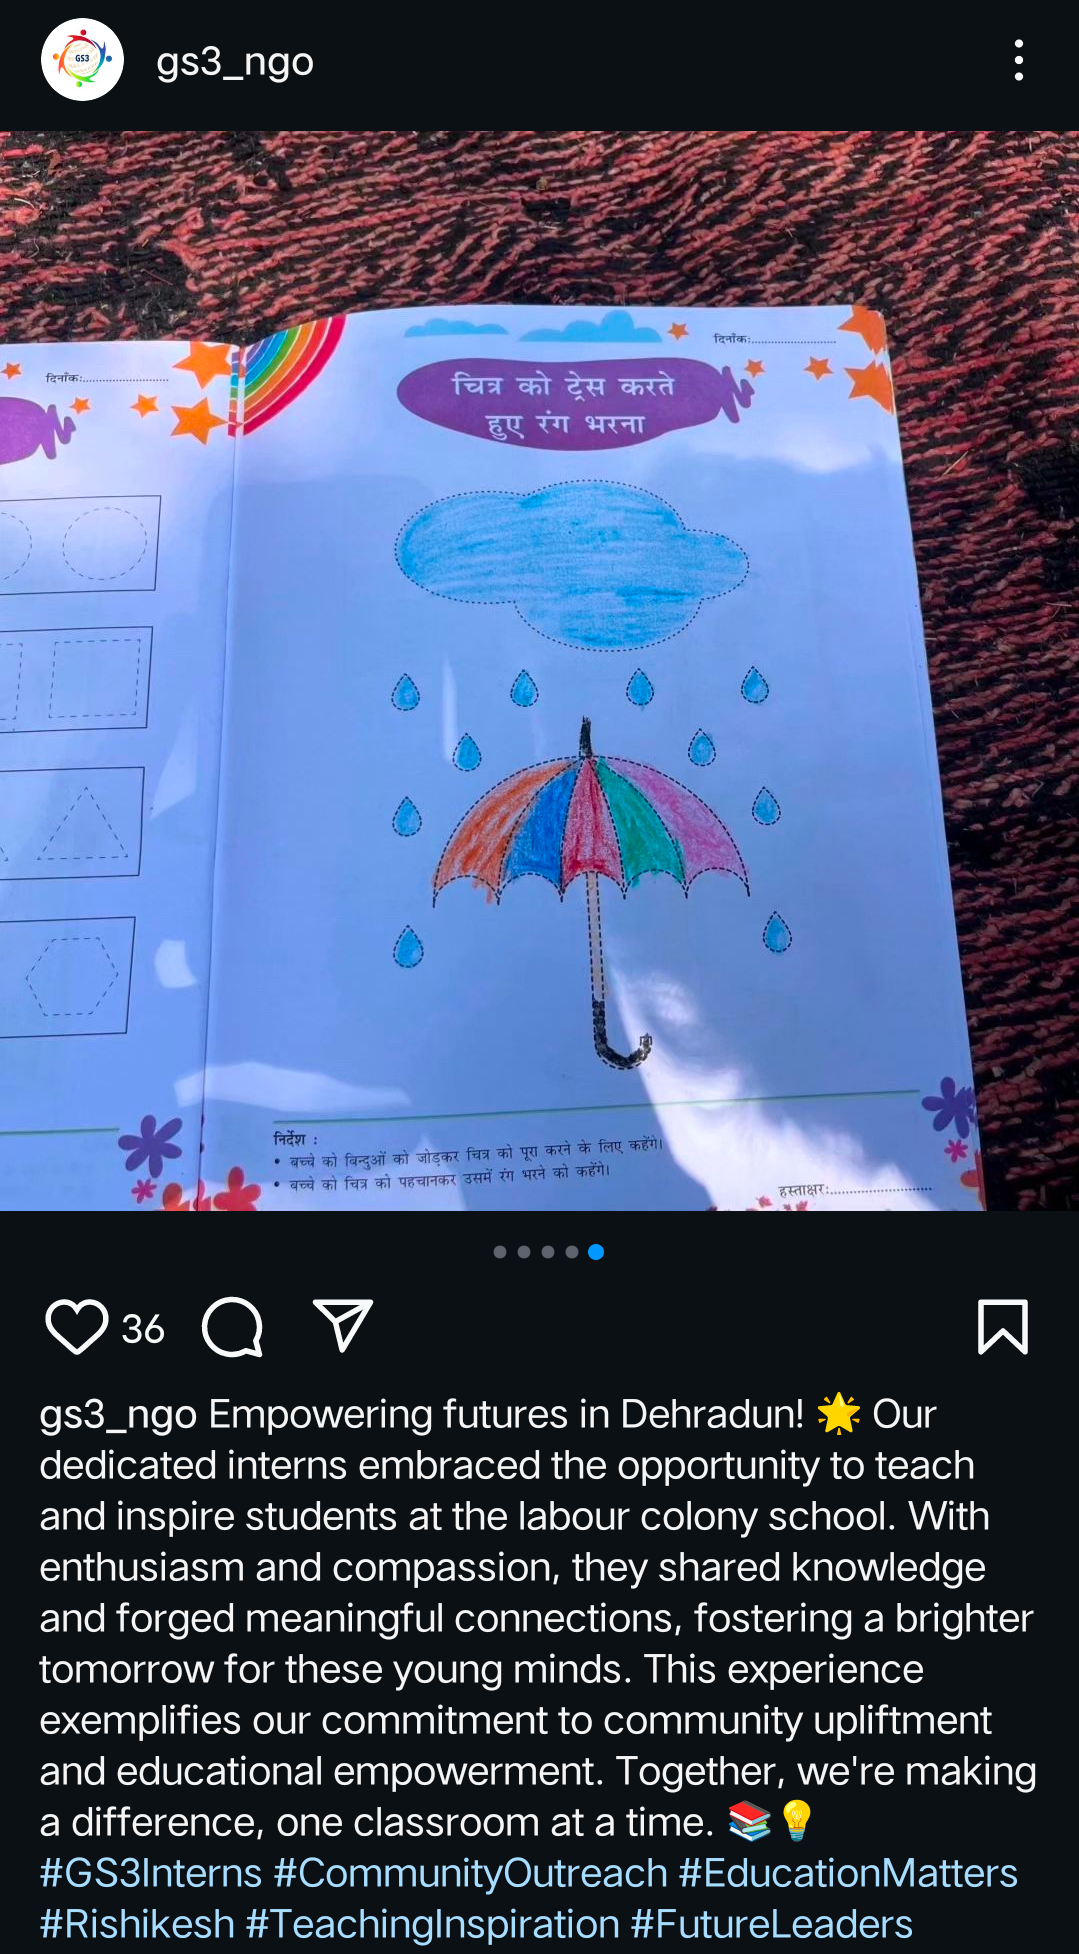 GS3
gs3_ngo
दिनाँक:
दिनाँक:
चित्र को ट्रेस करते
हुए रंग भरना
निर्देश :
• बच्चे को बिन्दुओं को जोड़कर चित्र को पूरा करने के लिए कहेंगे।
• बच्चे को चित्र को पहचानकर उसमें रंग भरने को कहेंगे।
हस्ताक्षर:
36
gs3_ngo Empowering futures in Dehradun! 🌟 Our
dedicated interns embraced the opportunity to teach
and inspire students at the labour colony school. With
enthusiasm and compassion, they shared knowledge
and forged meaningful connections, fostering a brighter
tomorrow for these young minds. This experience
exemplifies our commitment to community upliftment
and educational empowerment. Together, we're making
a difference, one classroom at a time. 📚💡
#GS3Interns #CommunityOutreach #EducationMatters
#Rishikesh #TeachingInspiration #FutureLeaders